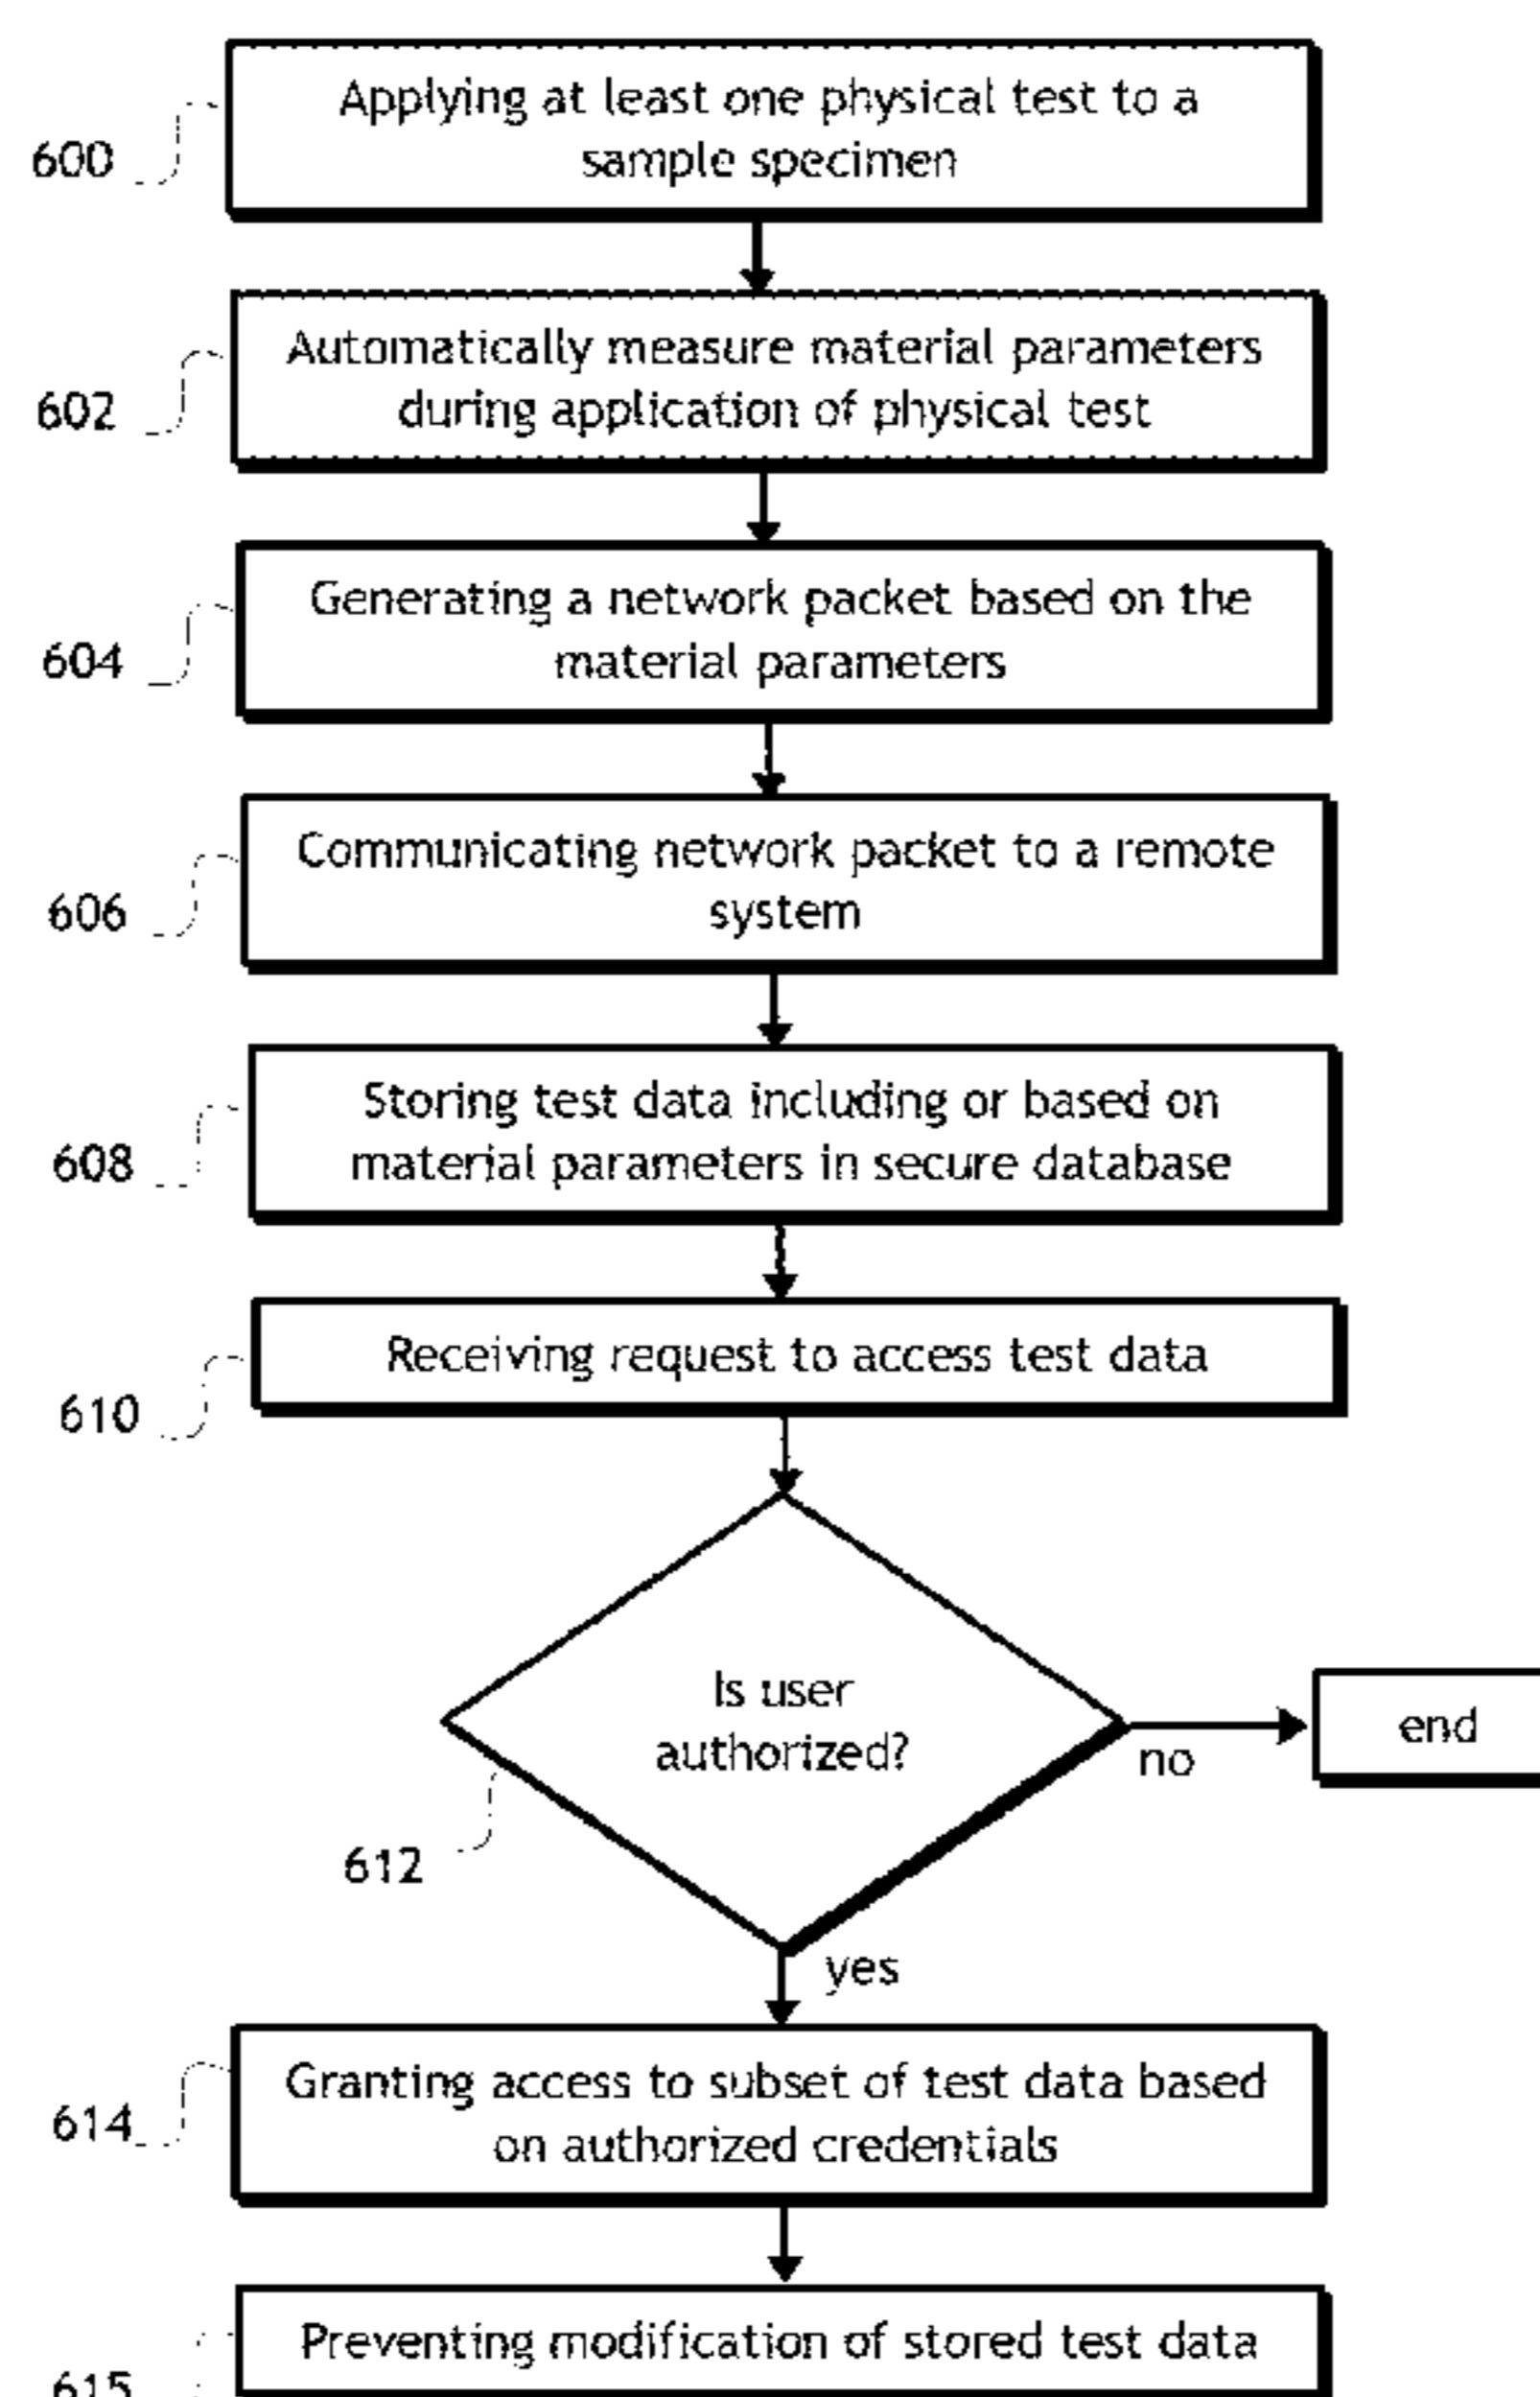 Applying at least one physical test to a
sample specimen
600
Automatically measure material parameters
during application of physical test
602
Generating a network packet based on the
material parameters
604
Communicating network packet to a remote
system
606
Storing test data including or based on
material parameters in secure database
608
Receiving request to access test data
610
Is user
authorized?
end
no
612
yes
Granting access to subset of test data based
on authorized credentials
614
Preventing modification of stored test data
615